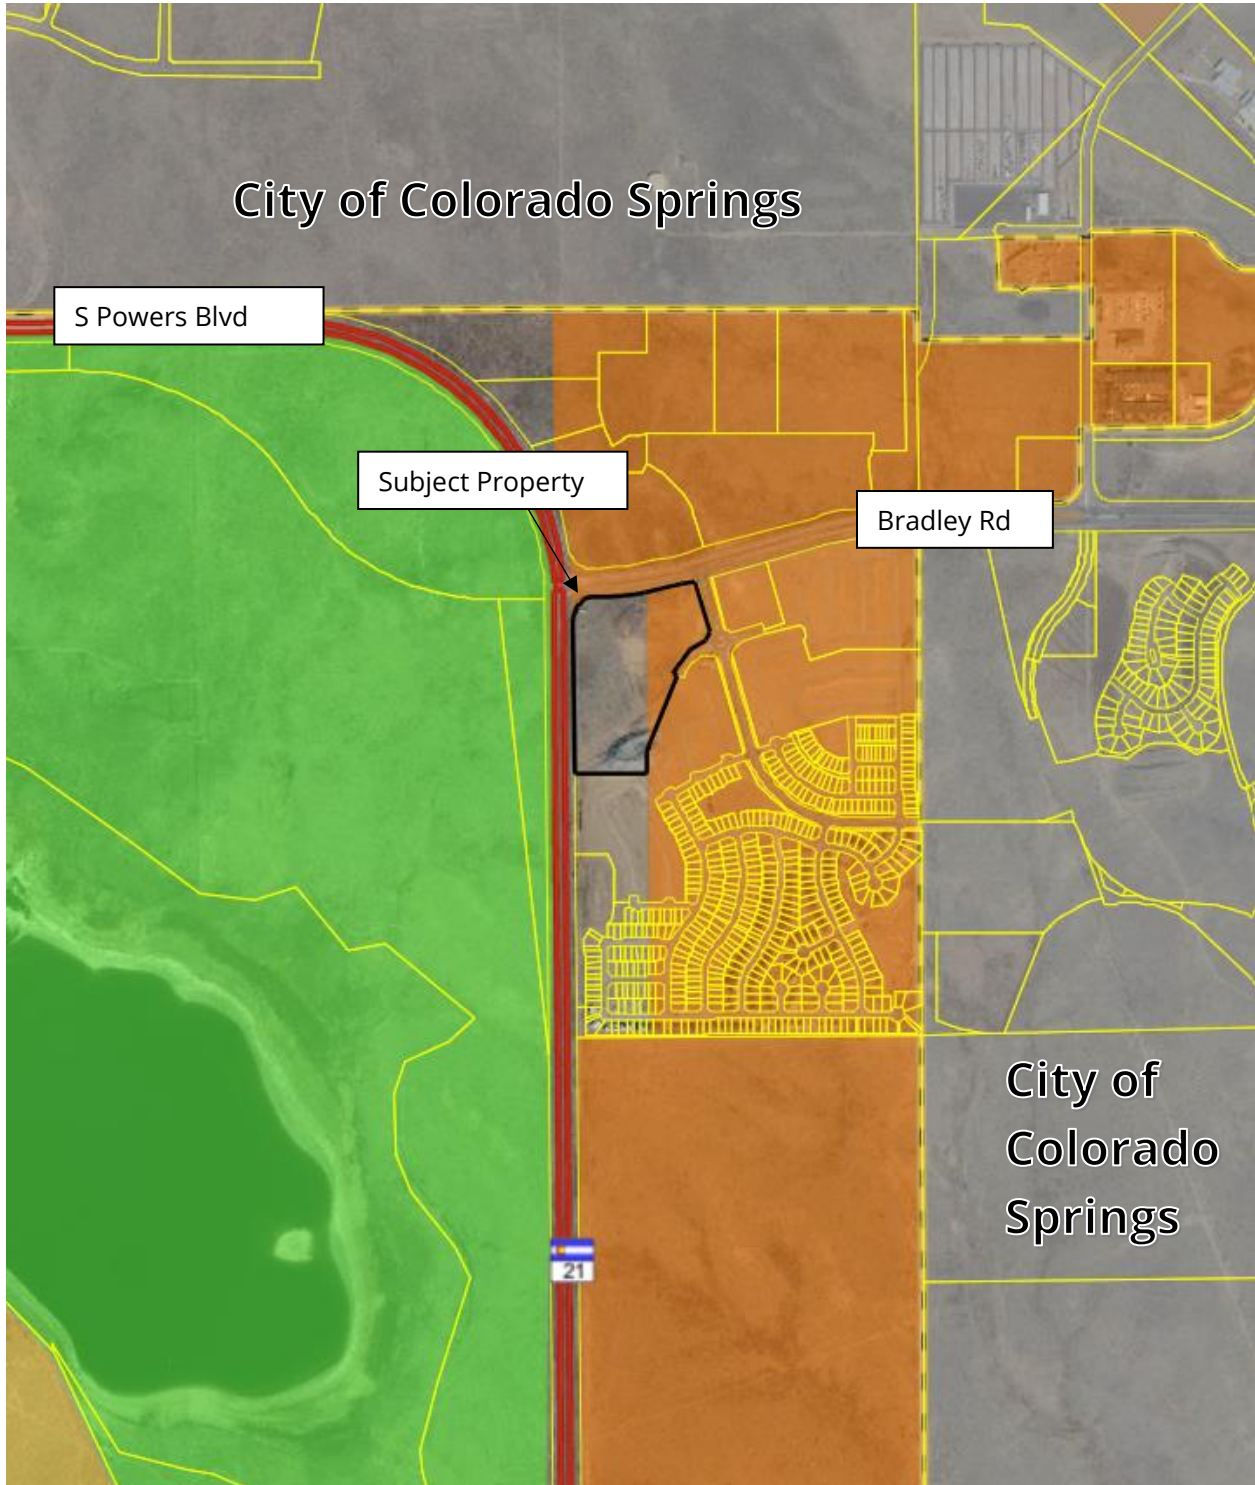 City of Colorado Springs
S Powers Blvd
Subject Property
Bradley Rd
City of
Colorado
Springs
21